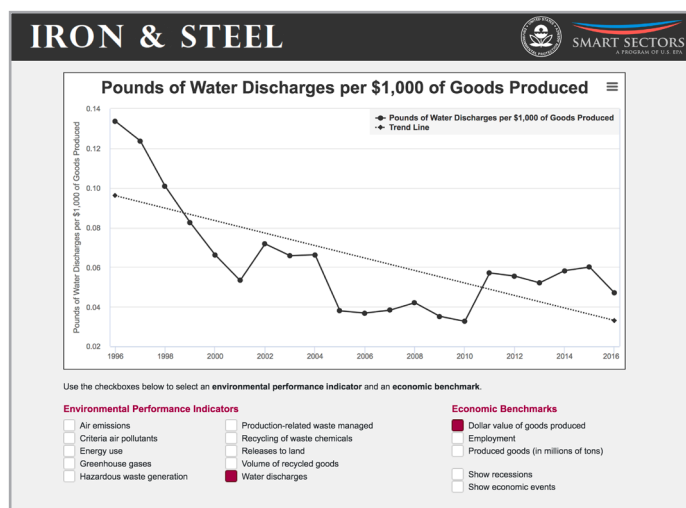 IRON & STEEL
SMART SECTORS
A PROGRAM OF U.S. EPA
Pounds of Water Discharges per $1,000 of Goods Produced
Pounds of Water Discharges per $1,000 of Goods Produced
Trend Line
Pounds of Water Discharges per $1,000 of Goods Produced
0.14
0.12
0.10
0.08
0.06
0.04
0.02
1996 1998 2000 2002 2004 2006 2008 2010 2012 2014 2016
Use the checkboxes below to select an environmental performance indicator and an economic benchmark.
Environmental Performance Indicators
Air emissions
Criteria air pollutants
Energy use
Greenhouse gases
Hazardous waste generation
Production-related waste managed
Recycling of waste chemicals
Releases to land
Volume of recycled goods
Water discharges
Economic Benchmarks
Dollar value of goods produced
Employment
Produced goods (in millions of tons)
Show recessions
Show economic events